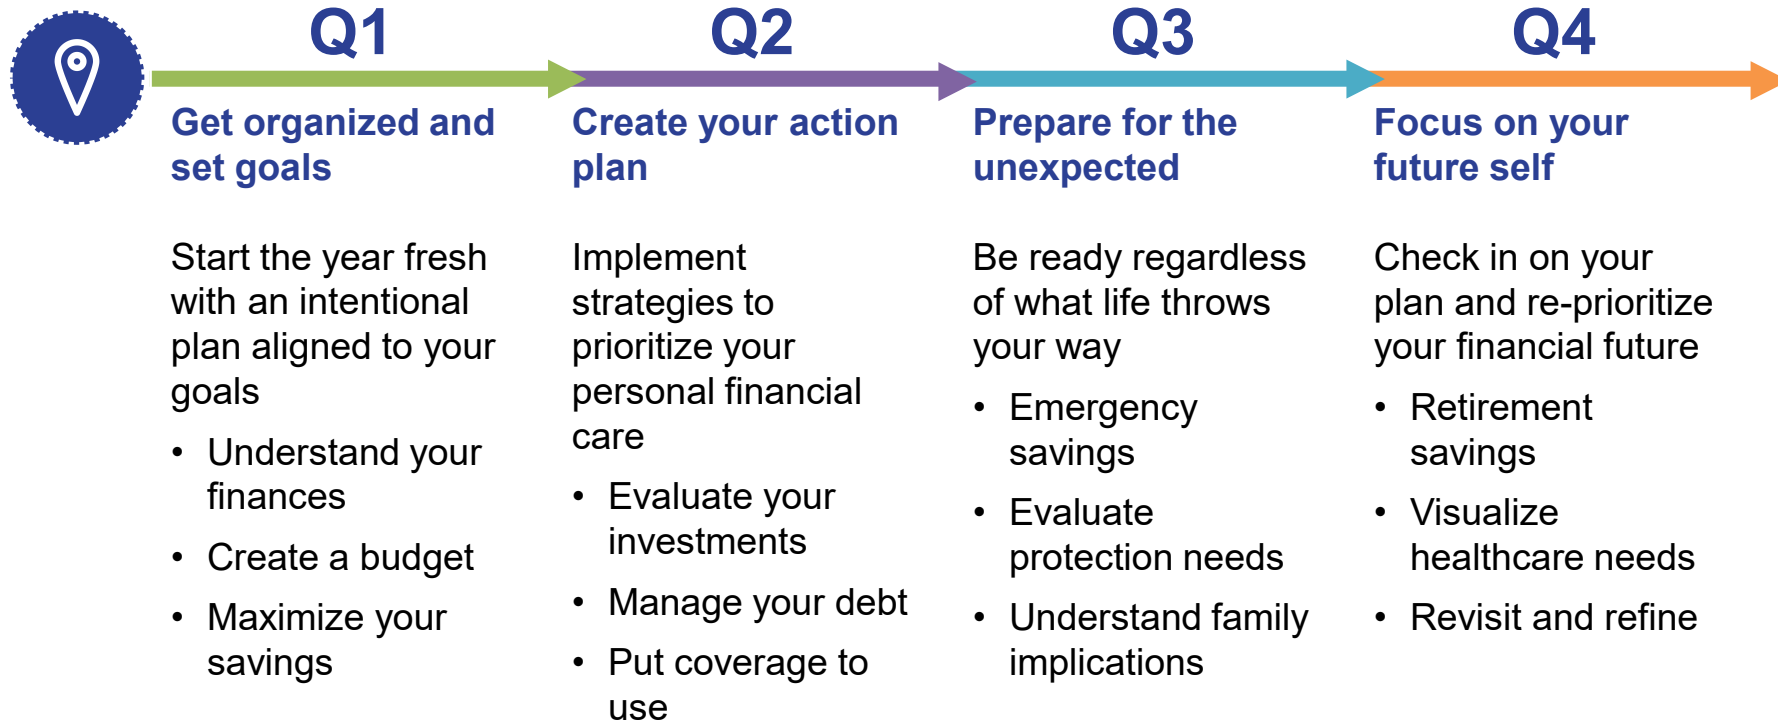 Q1
Get organized and
set goals
Start the year fresh
with an intentional
plan aligned to your
goals
• Understand your
finances
• Create a budget
• Maximize your
savings
Q2
Create your action
plan
Implement
strategies to
prioritize your
personal financial
care
• Evaluate your
investments
• Manage your debt
• Put coverage to
use
Q3
Prepare for the
unexpected
Be ready regardless
of what life throws
your way
• Emergency
savings
• Evaluate
protection needs
• Understand family
implications
Q4
Focus on your
future self
Check in on your
plan and re-prioritize
your financial future
• Retirement
savings
• Visualize
healthcare needs
• Revisit and refine